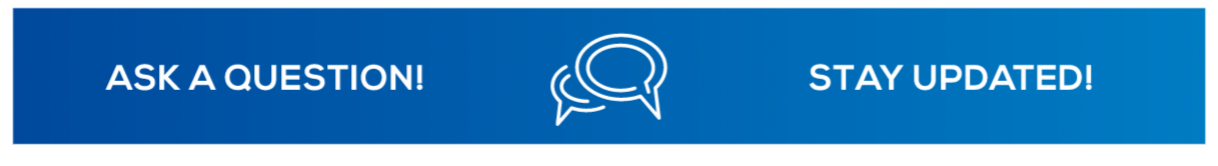 ASK A QUESTION!
STAY UPDATED!